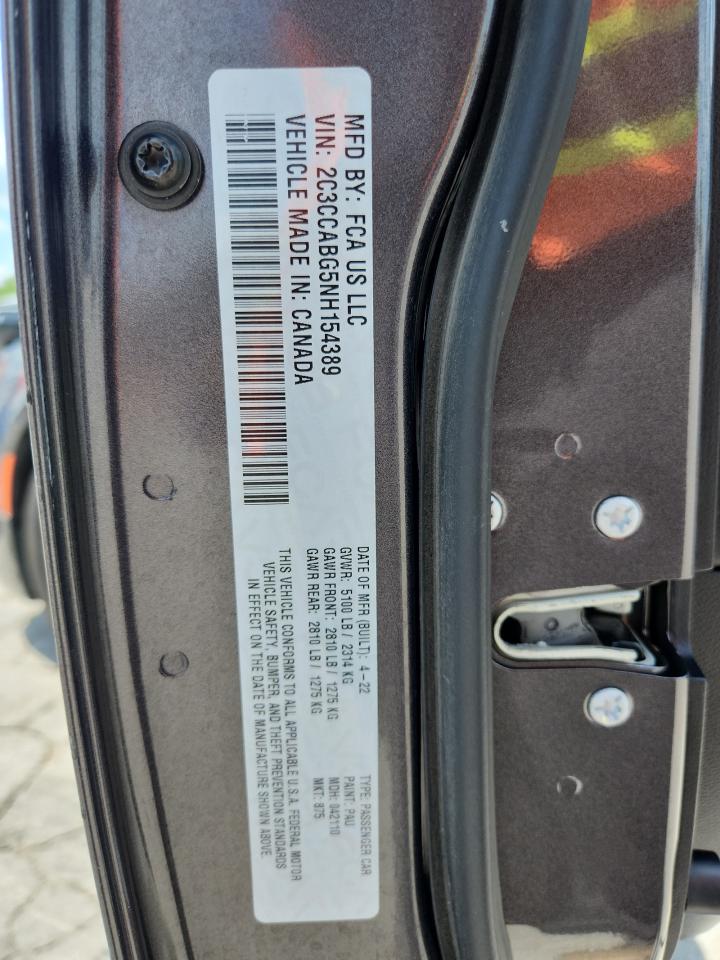 MFD BY: FCA US LLC
VIN: 2C3CCABG5NH154389
VEHICLE MADE IN: CANADA
DATE OF MFR (BUILT): 4-22
GVWR: 5100 LB / 2314 KG
GAWR FRONT: 2810 LB / 1275 KG
GAWR REAR: 2810 LB / 1275 KG
TYPE: PASSENGER CAR
PAINT: PAU
MDH: 042110
MKT: 875
THIS VEHICLE CONFORMS TO ALL APPLICABLE U.S.A. FEDERAL MOTOR
VEHICLE SAFETY, BUMPER, AND THEFT PREVENTION STANDARDS
IN EFFECT ON THE DATE OF MANUFACTURE SHOWN ABOVE.